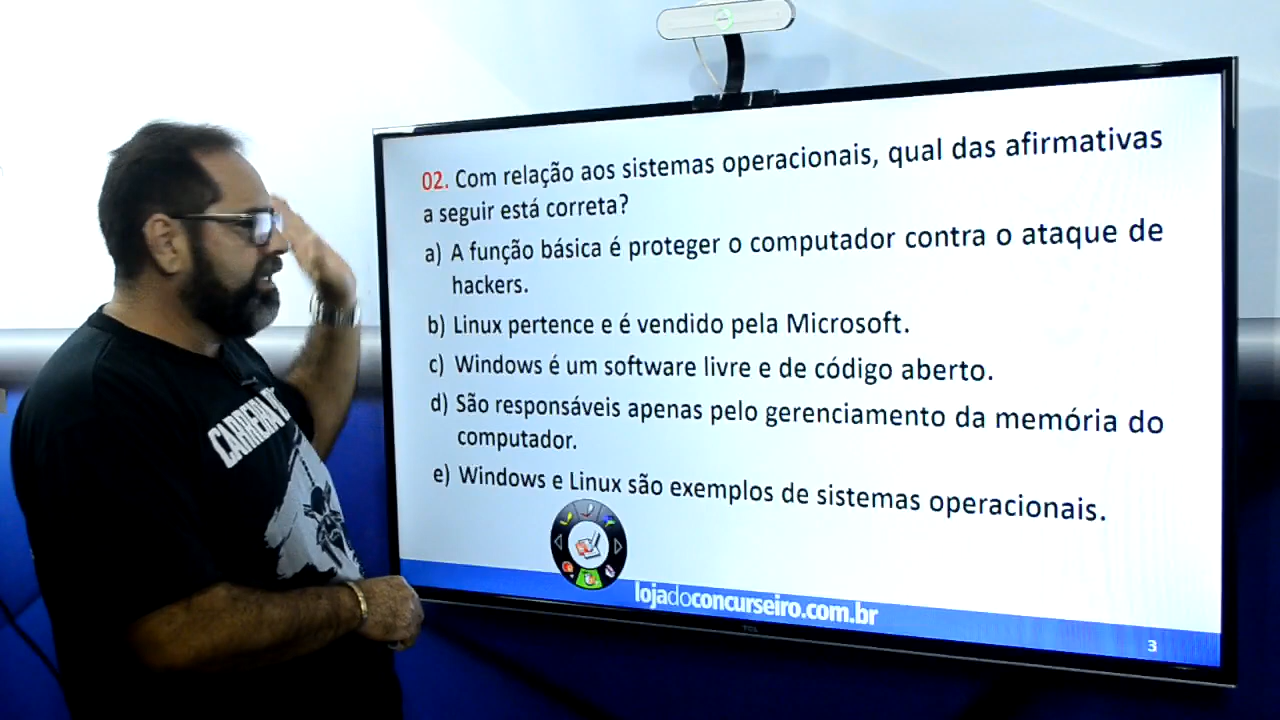 02. Com relação aos sistemas operacionais, qual das afirmativas
a seguir está correta?
a) A função básica é proteger o computador contra o ataque de
hackers.
b) Linux pertence e é vendido pela Microsoft.
c) Windows é um software livre e de código aberto.
d) São responsáveis apenas pelo gerenciamento da memória do
computador.
e) Windows e Linux são exemplos de sistemas operacionais.
lojadoconcurseiro.com.br
3
TCL